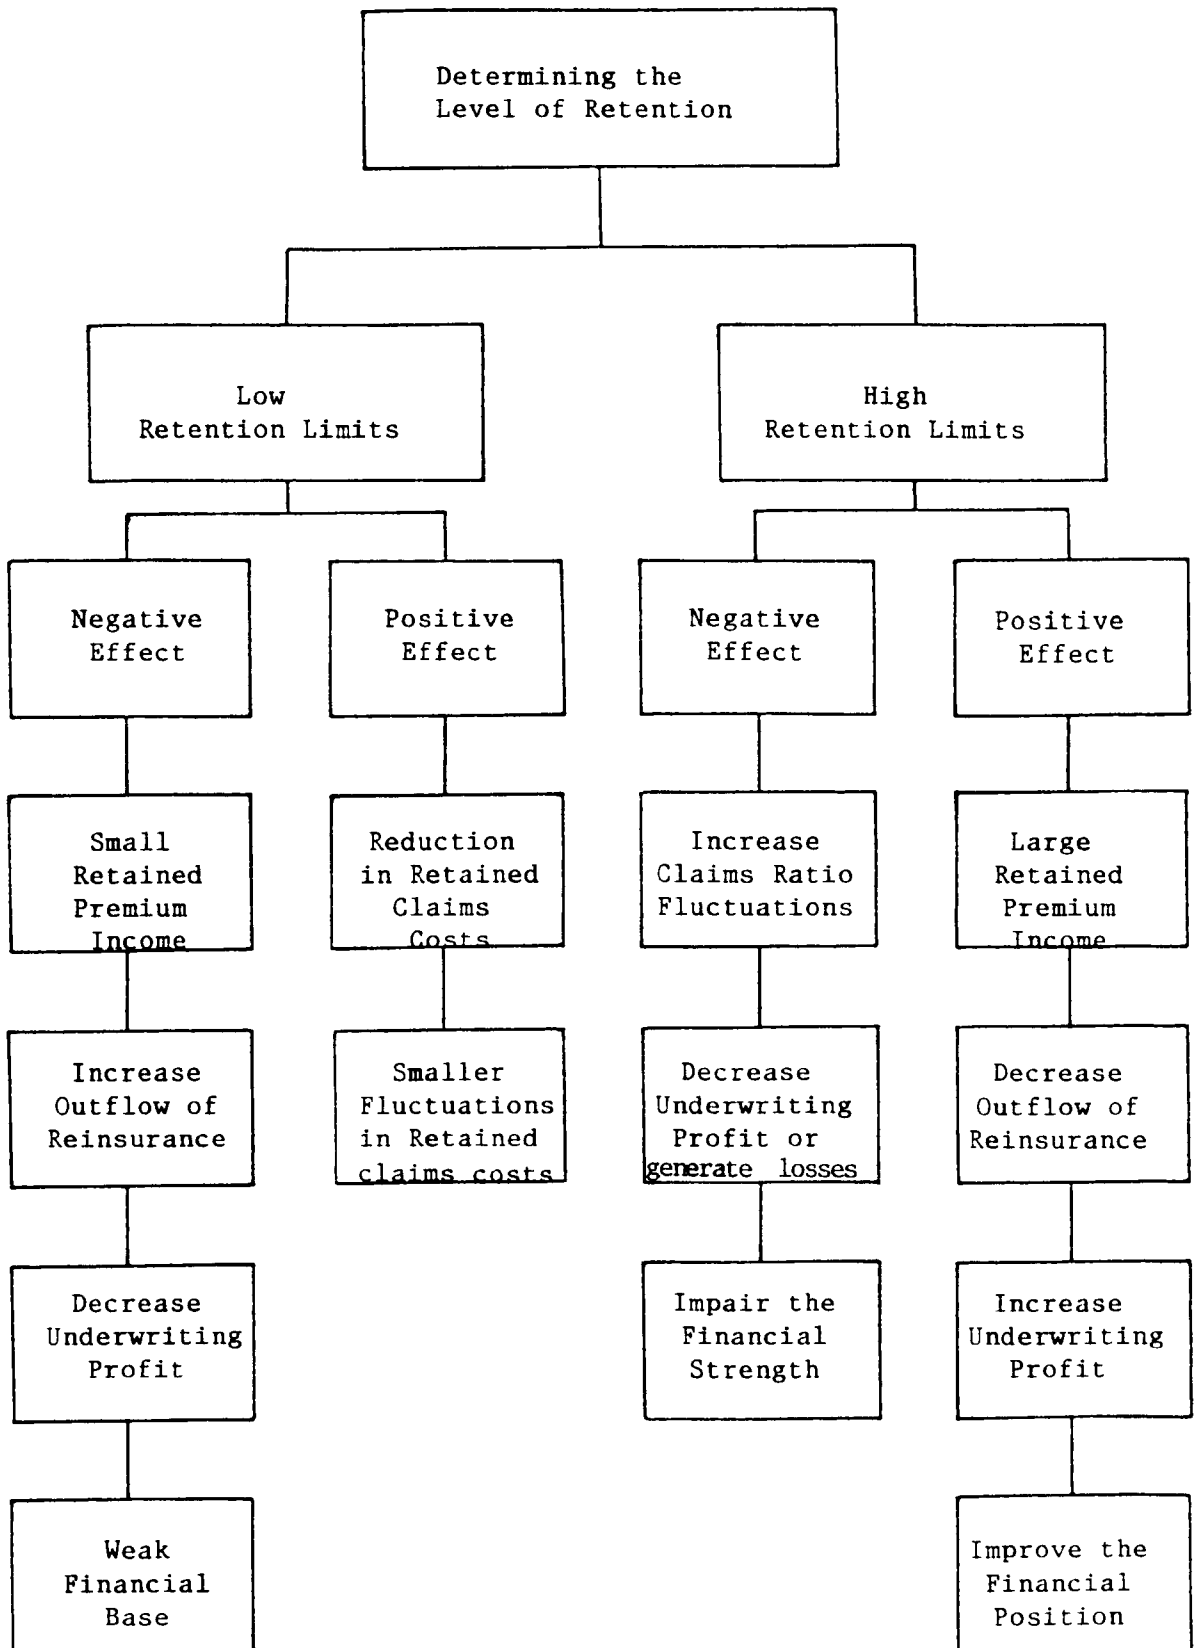 Determining the
Level of Retention
Low
Retention Limits
High
Retention Limits
Negative
Effect
Positive
Effect
Negative
Effect
Positive
Effect
Small
Retained
Premium
Income
Reduction
in Retained
Claims
Costs
Increase
Claims Ratio
Fluctuations
Large
Retained
Premium
Income
Increase
Outflow of
Reinsurance
Smaller
Fluctuations
in Retained
claims costs
Decrease
Underwriting
Profit or
generate losses
Decrease
Outflow of
Reinsurance
Decrease
Underwriting
Profit
Impair the
Financial
Strength
Increase
Underwriting
Profit
Weak
Financial
Base
Improve the
Financial
Position